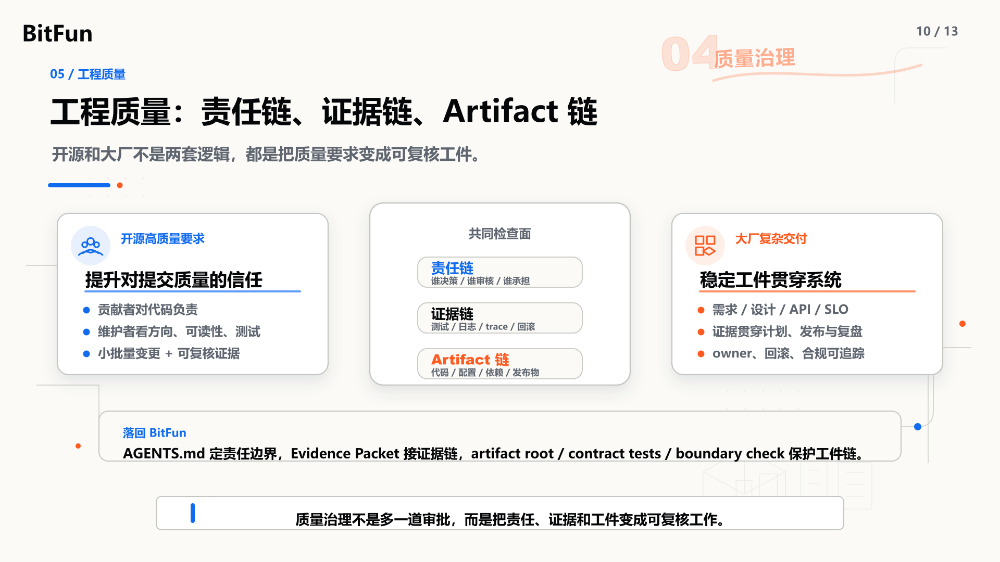 BitFun
10 / 13
04
质量治理
05 / 工程质量
工程质量：责任链、证据链、Artifact 链
开源和大厂不是两套逻辑，都是把质量要求变成可复核工件。
开源高质量要求
提升对提交质量的信任
贡献者对代码负责
维护者看方向、可读性、测试
小批量变更 + 可复核证据
共同检查面
责任链
谁决策 / 谁审核 / 谁承担
证据链
测试 / 日志 / trace / 回滚
Artifact 链
代码 / 配置 / 依赖 / 发布物
大厂复杂交付
稳定工件贯穿系统
需求 / 设计 / API / SLO
证据贯穿计划、发布与复盘
owner、回滚、合规可追踪
落回 BitFun
AGENTS.md 定责任边界，Evidence Packet 接证据链，artifact root / contract tests / boundary check 保护工件链。
质量治理不是多一道审批，而是把责任、证据和工件变成可复核工作。